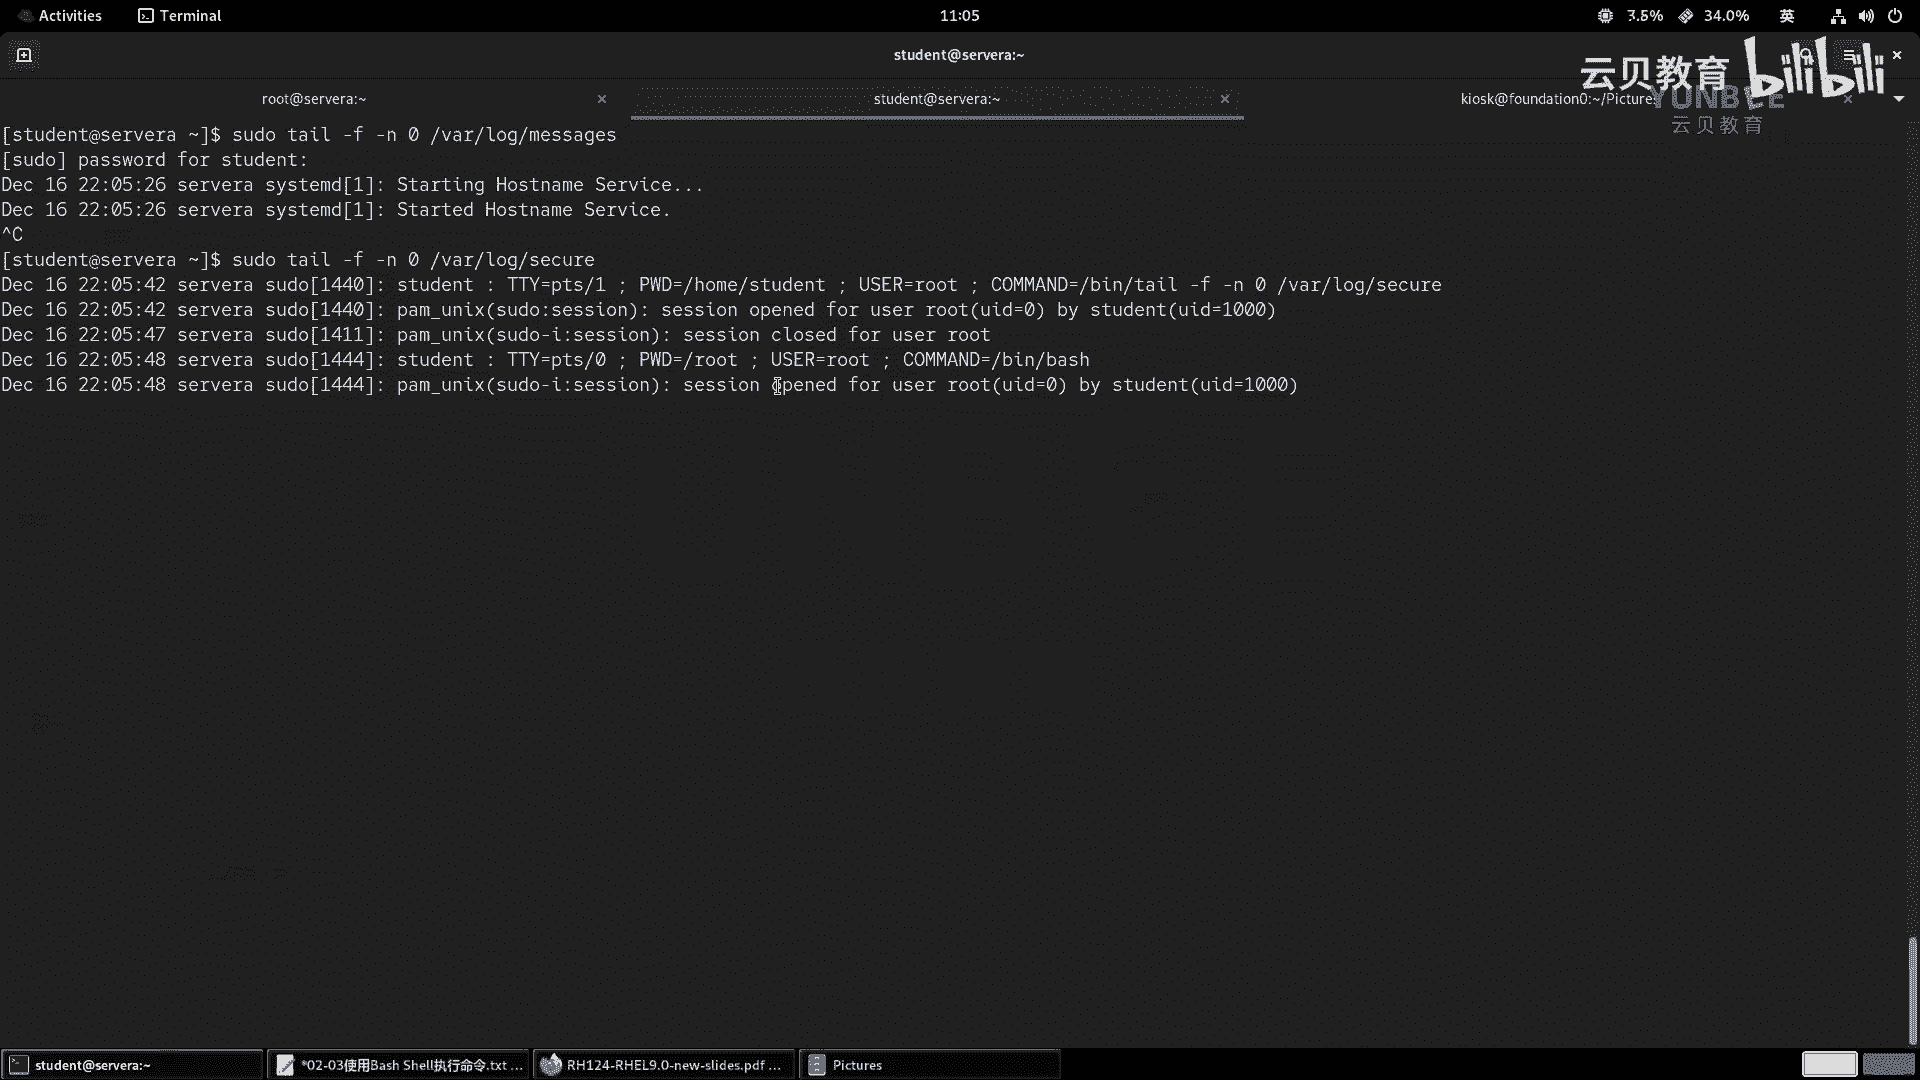 Activities
Terminal
11:05
3.5%
34.0%
英
student@servera:~
云贝教育 bilibili
root@servera:~
student@servera:~
kiosk@foundation0:~/Pictures
YUNBEE
云贝教育
[student@servera ~]$ sudo tail -f -n 0 /var/log/messages
[sudo] password for student:
Dec 16 22:05:26 servera systemd[1]: Starting Hostname Service...
Dec 16 22:05:26 servera systemd[1]: Started Hostname Service.
^C
[student@servera ~]$ sudo tail -f -n 0 /var/log/secure
Dec 16 22:05:42 servera sudo[1440]: student : TTY=pts/1 ; PWD=/home/student ; USER=root ; COMMAND=/bin/tail -f -n 0 /var/log/secure
Dec 16 22:05:42 servera sudo[1440]: pam_unix(sudo:session): session opened for user root(uid=0) by student(uid=1000)
Dec 16 22:05:47 servera sudo[1411]: pam_unix(sudo-i:session): session closed for user root
Dec 16 22:05:48 servera sudo[1444]: student : TTY=pts/0 ; PWD=/root ; USER=root ; COMMAND=/bin/bash
Dec 16 22:05:48 servera sudo[1444]: pam_unix(sudo-i:session): session opened for user root(uid=0) by student(uid=1000)
student@servera:~
*02-03使用Bash Shell执行命令.txt ...
RH124-RHEL9.0-new-slides.pdf ...
Pictures